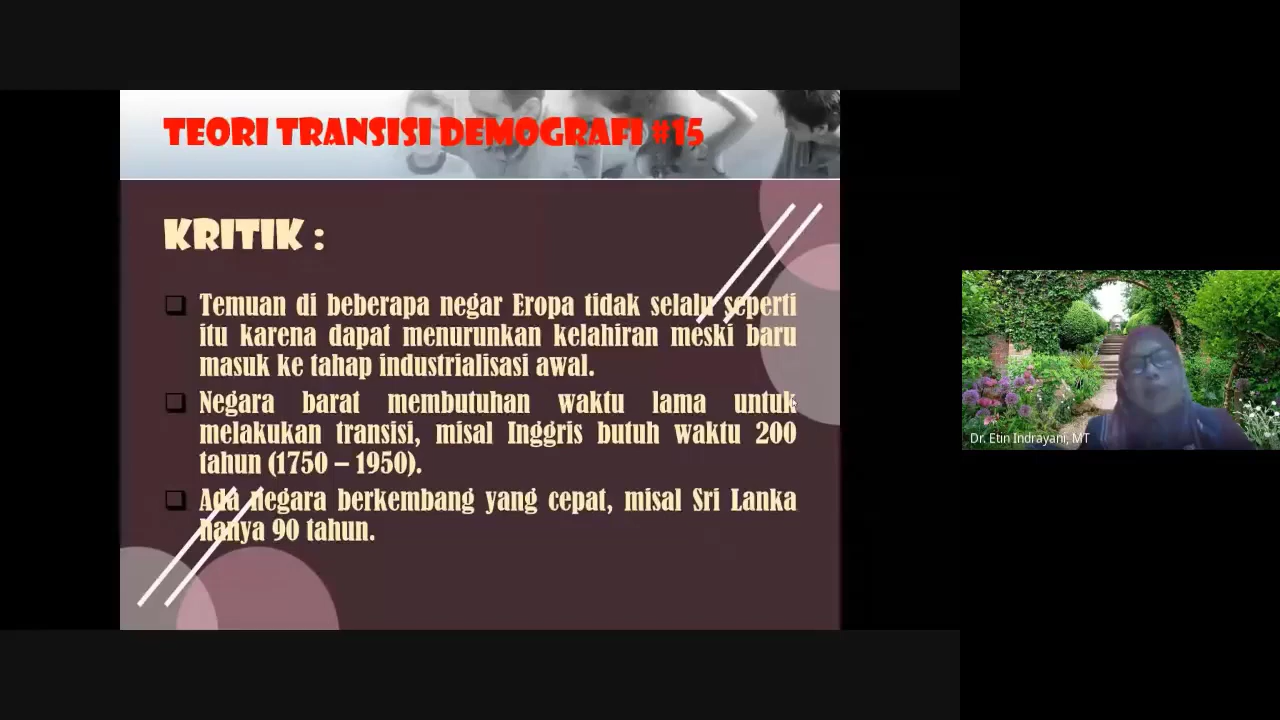 TEORI TRANSISI DEMOGRAFI #15
KRITIK :
Temuan di beberapa negar Eropa tidak selalu seperti
itu karena dapat menurunkan kelahiran meski baru
masuk ke tahap industrialisasi awal.
Negara barat membutuhan waktu lama untuk
melakukan transisi, misal Inggris butuh waktu 200
tahun (1750 – 1950).
Ada negara berkembang yang cepat, misal Sri Lanka
hanya 90 tahun.
Dr. Etin Indrayani, MT